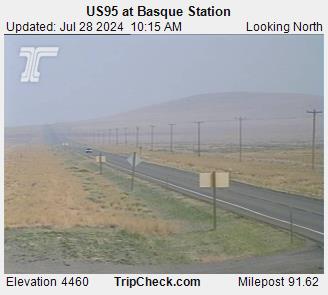 US95 at Basque Station
Updated: Jul 28 2024 10:15 AM Looking North
Elevation 4460 TripCheck.com Milepost 91.62